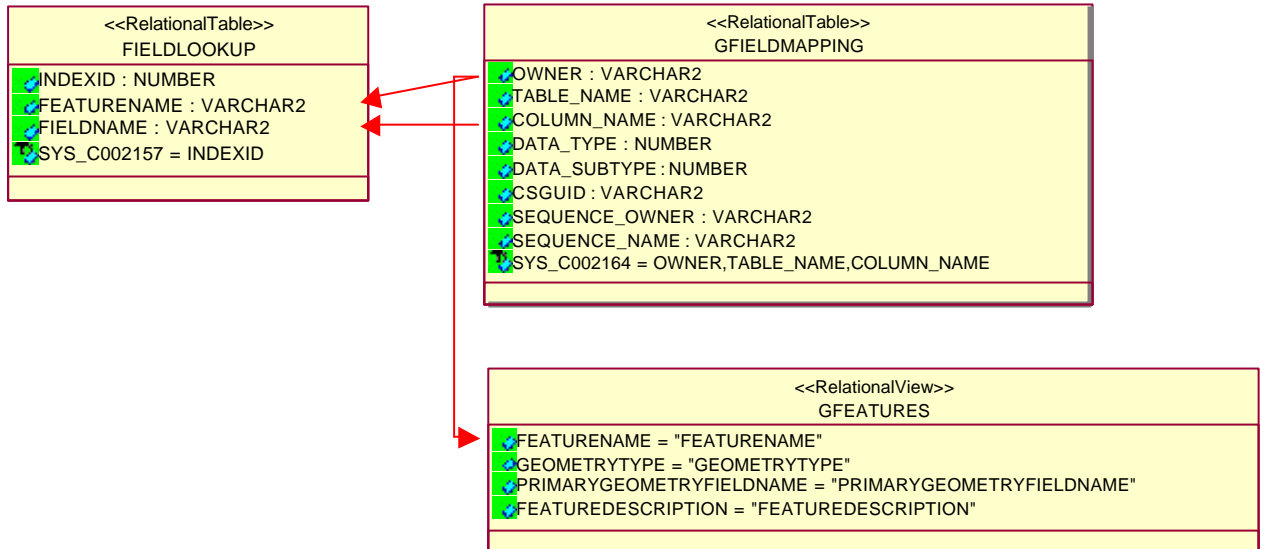 <<RelationalTable>>
FIELDLOOKUP
INDEXID : NUMBER
FEATURENAME : VARCHAR2
FIELDNAME : VARCHAR2
SYS_C002157 = INDEXID
<<RelationalTable>>
GFIELDMAPPING
OWNER : VARCHAR2
TABLE_NAME : VARCHAR2
COLUMN_NAME : VARCHAR2
DATA_TYPE : NUMBER
DATA_SUBTYPE : NUMBER
CSGUID : VARCHAR2
SEQUENCE_OWNER : VARCHAR2
SEQUENCE_NAME : VARCHAR2
SYS_C002164 = OWNER,TABLE_NAME,COLUMN_NAME
<<RelationalView>>
GFEATURES
FEATURENAME = "FEATURENAME"
GEOMETRYTYPE = "GEOMETRYTYPE"
PRIMARYGEOMETRYFIELDNAME = "PRIMARYGEOMETRYFIELDNAME"
FEATUREDESCRIPTION = "FEATUREDESCRIPTION"